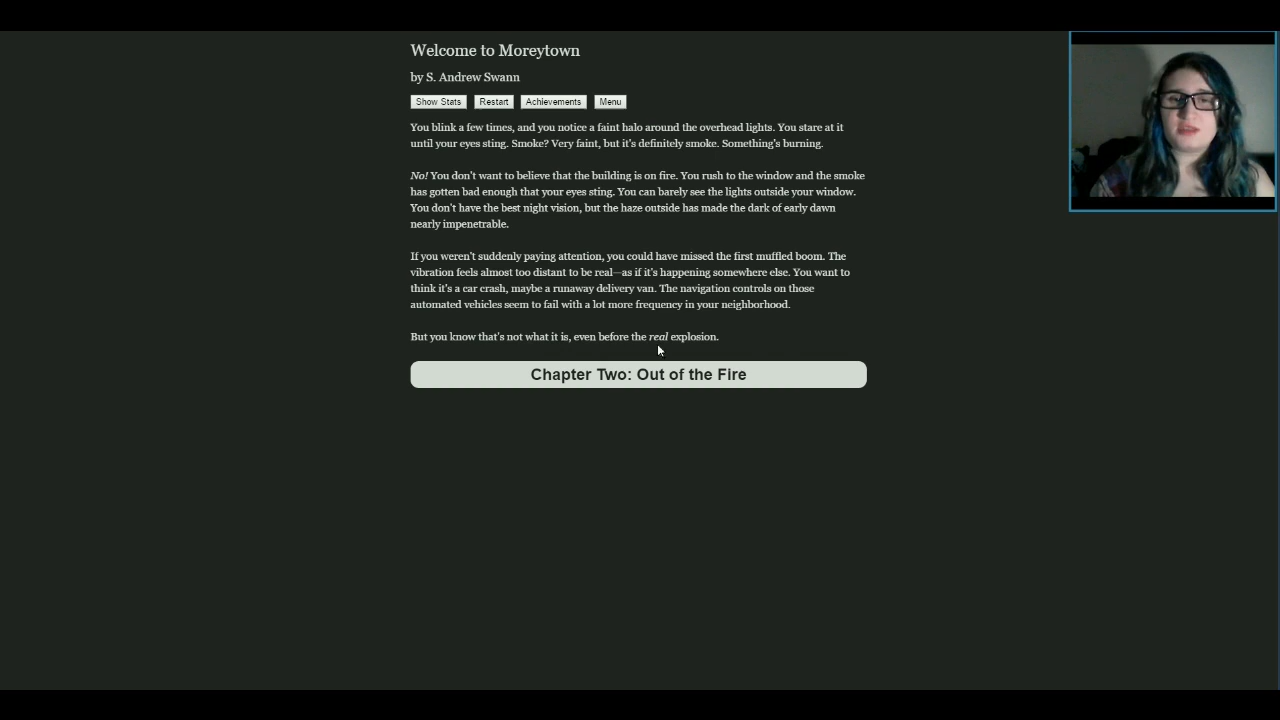 Welcome to Moreytown
by S. Andrew Swann
Show Stats Restart Achievements Menu
You blink a few times, and you notice a faint halo around the overhead lights. You stare at it
until your eyes sting. Smoke? Very faint, but it's definitely smoke. Something's burning.
No! You don't want to believe that the building is on fire. You rush to the window and the smoke
has gotten bad enough that your eyes sting. You can barely see the lights outside your window.
You don't have the best night vision, but the haze outside has made the dark of early dawn
nearly impenetrable.
If you weren't suddenly paying attention, you could have missed the first muffled boom. The
vibration feels almost too distant to be real—as if it's happening somewhere else. You want to
think it's a car crash, maybe a runaway delivery van. The navigation controls on those
automated vehicles seem to fail with a lot more frequency in your neighborhood.
But you know that's not what it is, even before the real explosion.
Chapter Two: Out of the Fire